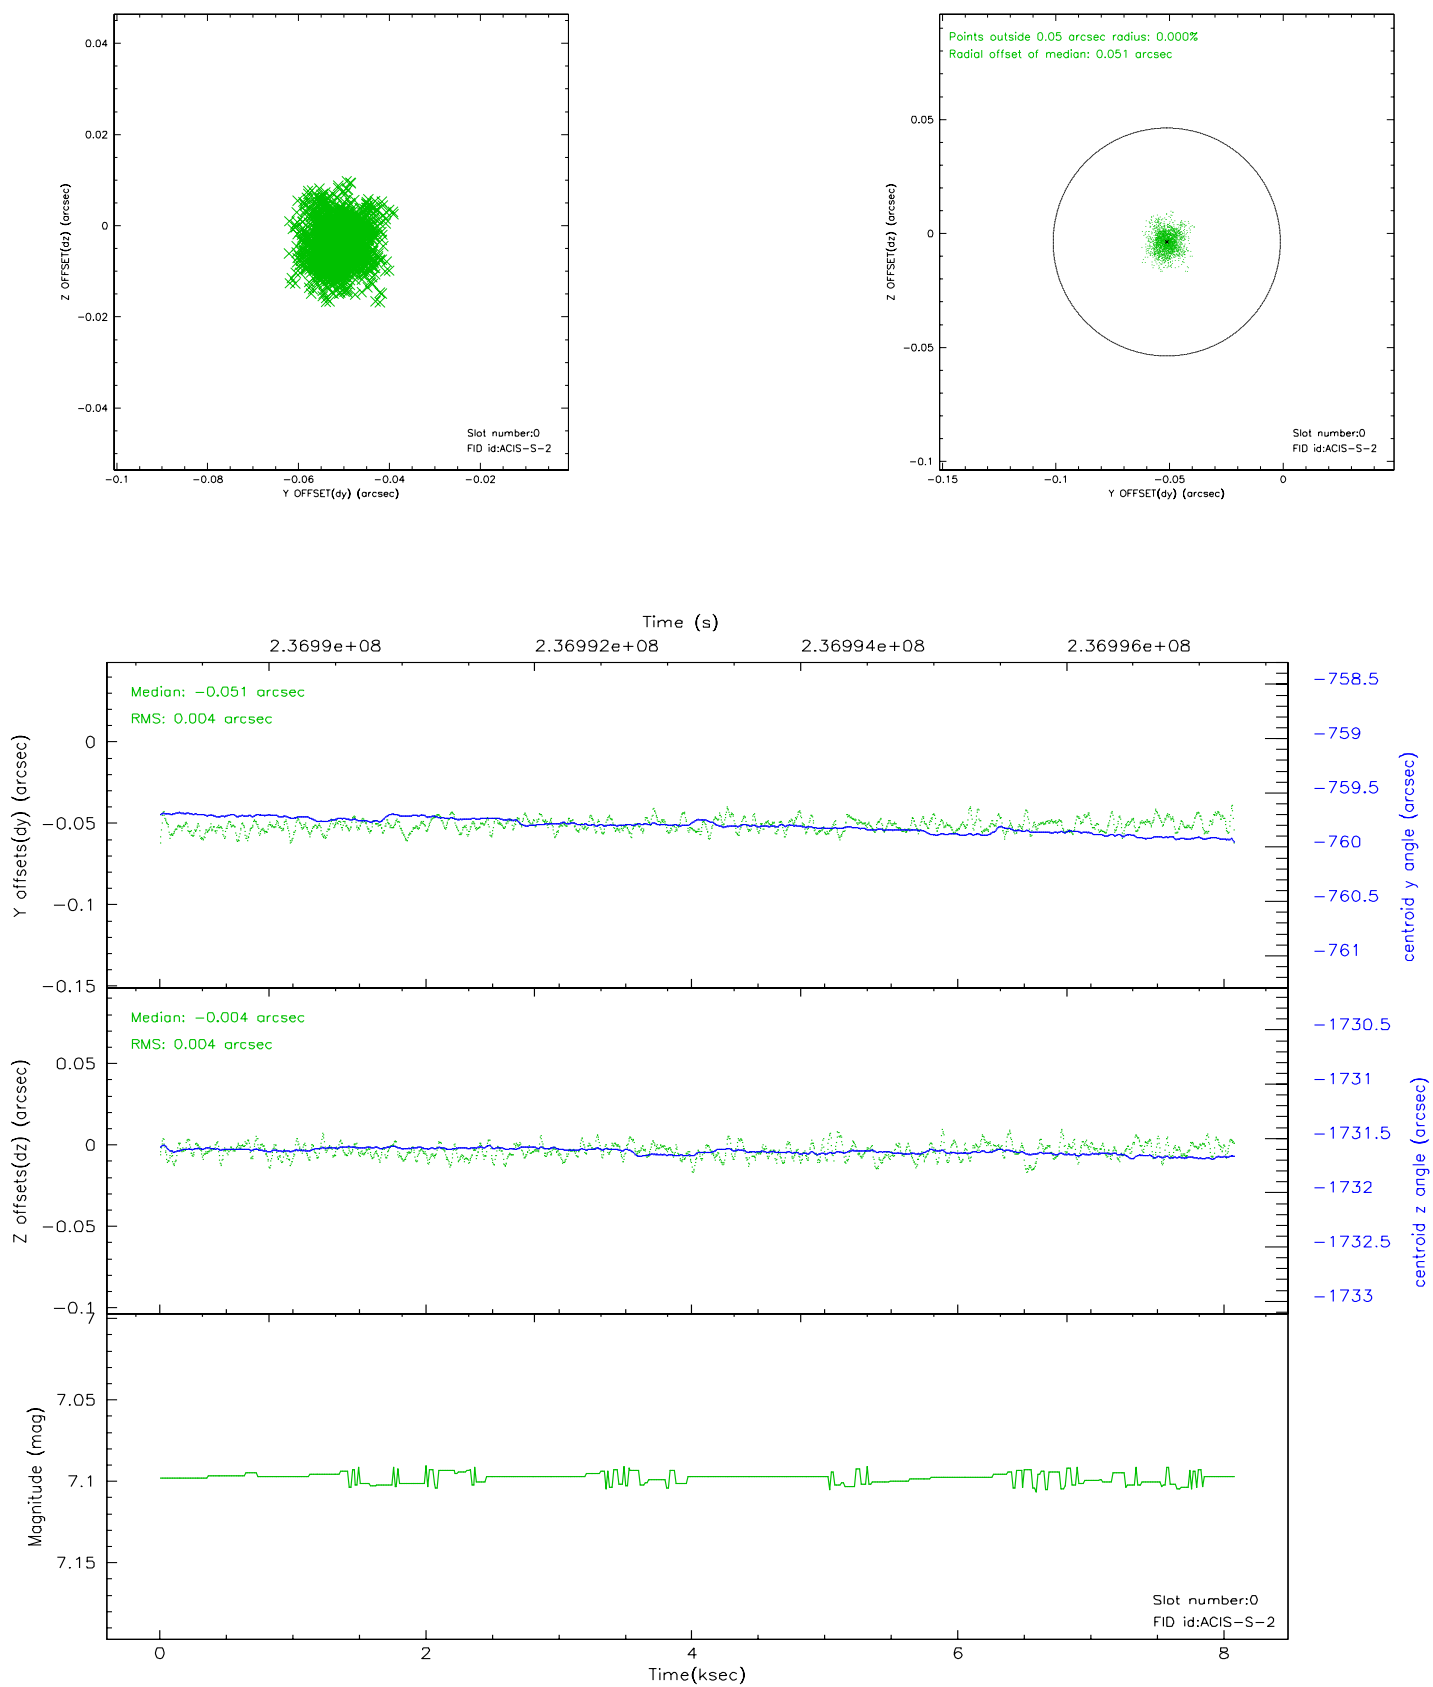 0.04
0.02
0
−0.02
−0.04
Z OFFSET(dz) (arcsec)
Slot number:0
FID id:ACIS−S−2
−0.1
−0.08
−0.06
−0.04
−0.02
Y OFFSET(dy) (arcsec)
Points outside 0.05 arcsec radius: 0.000%
Radial offset of median: 0.051 arcsec
0.05
0
−0.05
−0.1
Z OFFSET(dz) (arcsec)
Slot number:0
FID id:ACIS−S−2
−0.15
−0.1
−0.05
0
Y OFFSET(dy) (arcsec)
Time (s)
2.3699e+08
2.36992e+08
2.36994e+08
2.36996e+08
Median: −0.051 arcsec
RMS: 0.004 arcsec
0
−0.05
−0.1
−0.15
Y offsets(dy) (arcsec)
−758.5
−759
−759.5
−760
−760.5
−761
centroid y angle (arcsec)
Median: −0.004 arcsec
RMS: 0.004 arcsec
0.05
0
−0.05
−0.1
Z offsets(dz) (arcsec)
−1730.5
−1731
−1731.5
−1732
−1732.5
−1733
centroid z angle (arcsec)
7
7.05
7.1
7.15
Magnitude (mag)
Slot number:0
FID id:ACIS−S−2
0
2
4
6
8
Time(ksec)